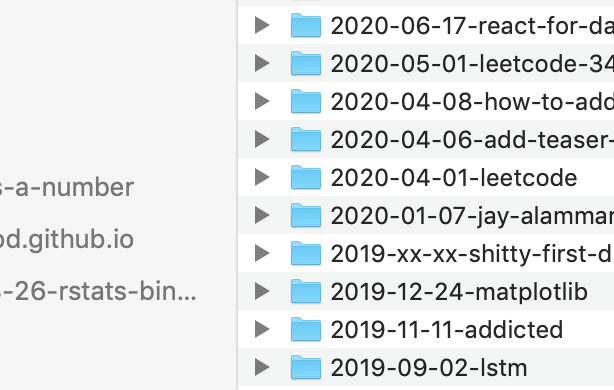 s-a-number
od.github.io
-26-rstats-bin...
2020-06-17-react-for-da
2020-05-01-leetcode-34
2020-04-08-how-to-add
2020-04-06-add-teaser-
2020-04-01-leetcode
2020-01-07-jay-alammar
2019-xx-xx-shitty-first-d
2019-12-24-matplotlib
2019-11-11-addicted
2019-09-02-lstm